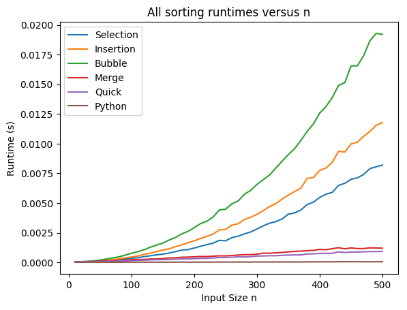 All sorting runtimes versus n
Selection
Insertion
Bubble
Merge
Quick
Python
Runtime (s)
0.0200
0.0175
0.0150
0.0125
0.0100
0.0075
0.0050
0.0025
0.0000
0
100
200
300
400
500
Input Size n